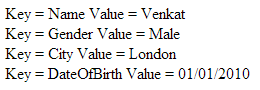 Key = Name Value = Venkat
Key = Gender Value = Male
Key = City Value = London
Key = DateOfBirth Value = 01/01/2010